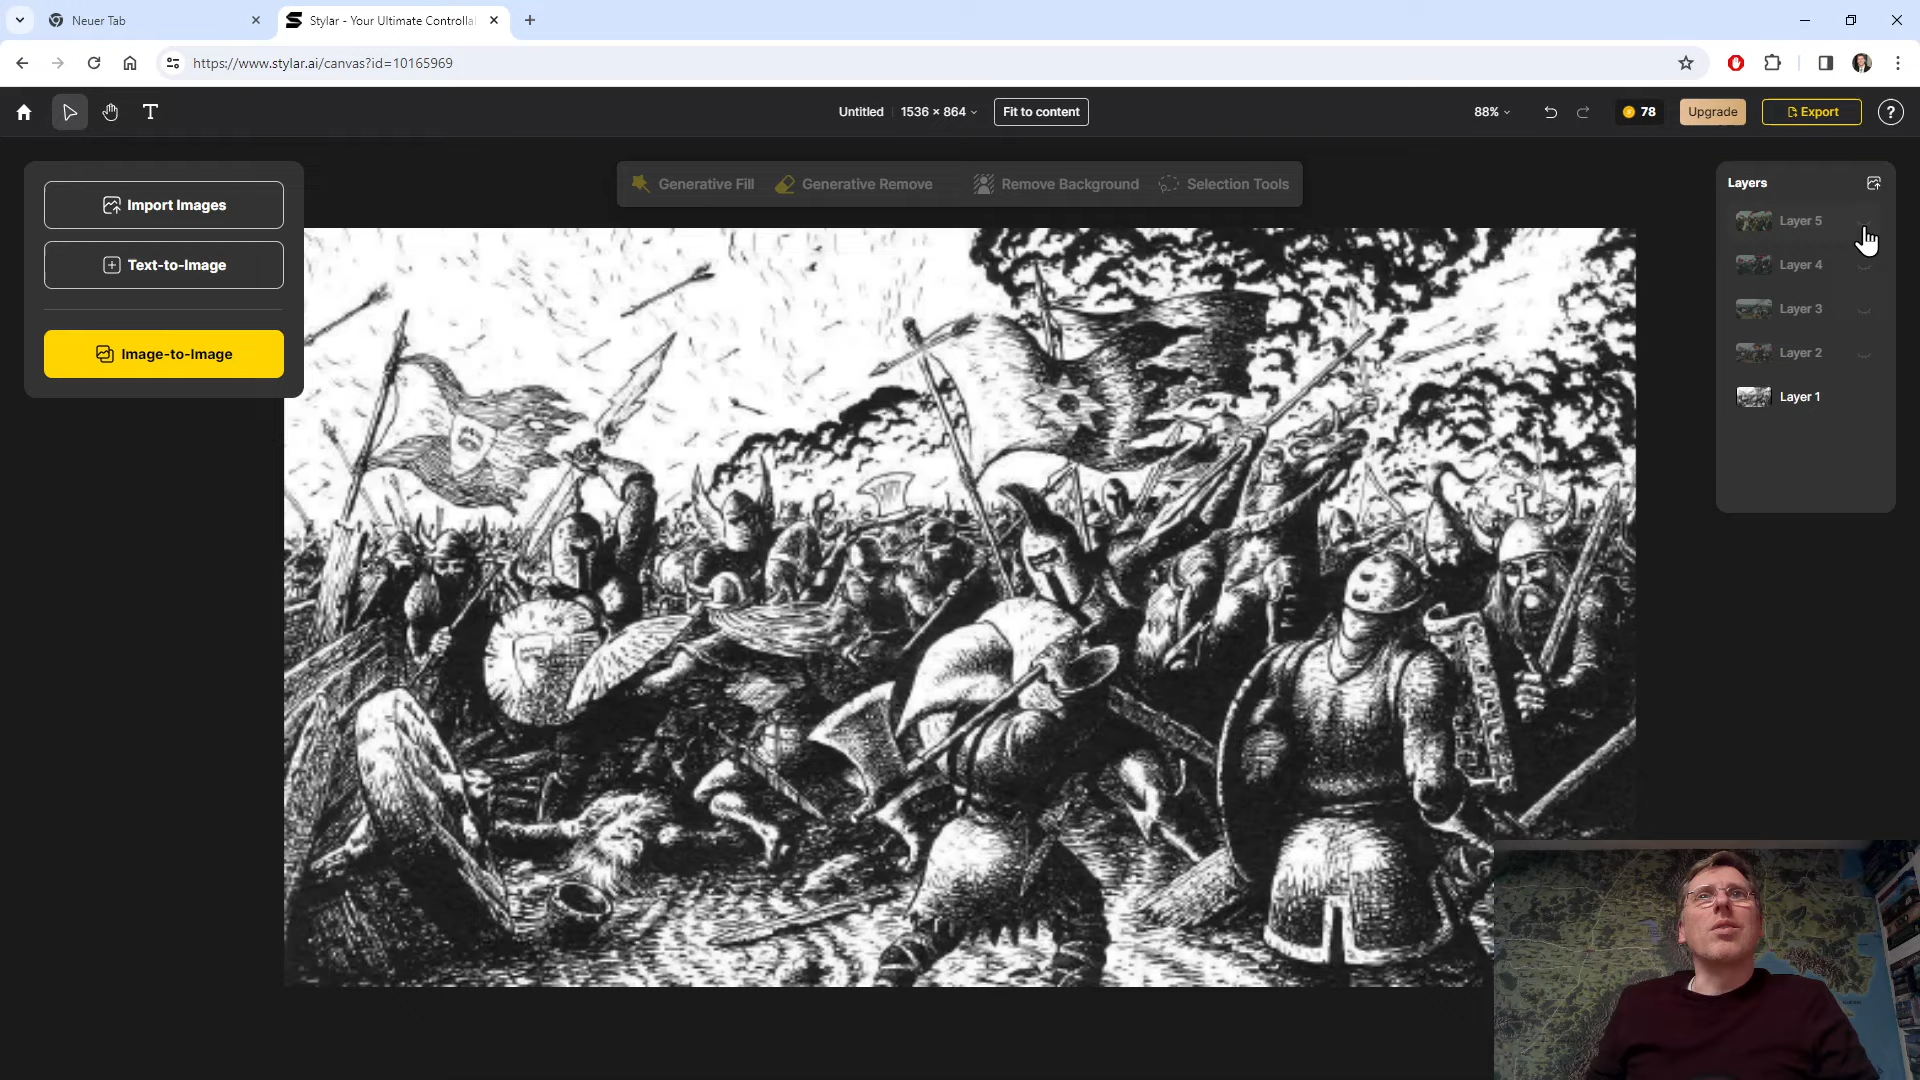 Neuer Tab
Stylar - Your Ultimate Controlla
https://www.stylar.ai/canvas?id=10165969
Untitled
1536 × 864
Fit to content
88%
78
Upgrade
Export
?
Import Images
Text-to-Image
Image-to-Image
Generative Fill
Generative Remove
Remove Background
Selection Tools
Layers
Layer 5
Layer 4
Layer 3
Layer 2
Layer 1